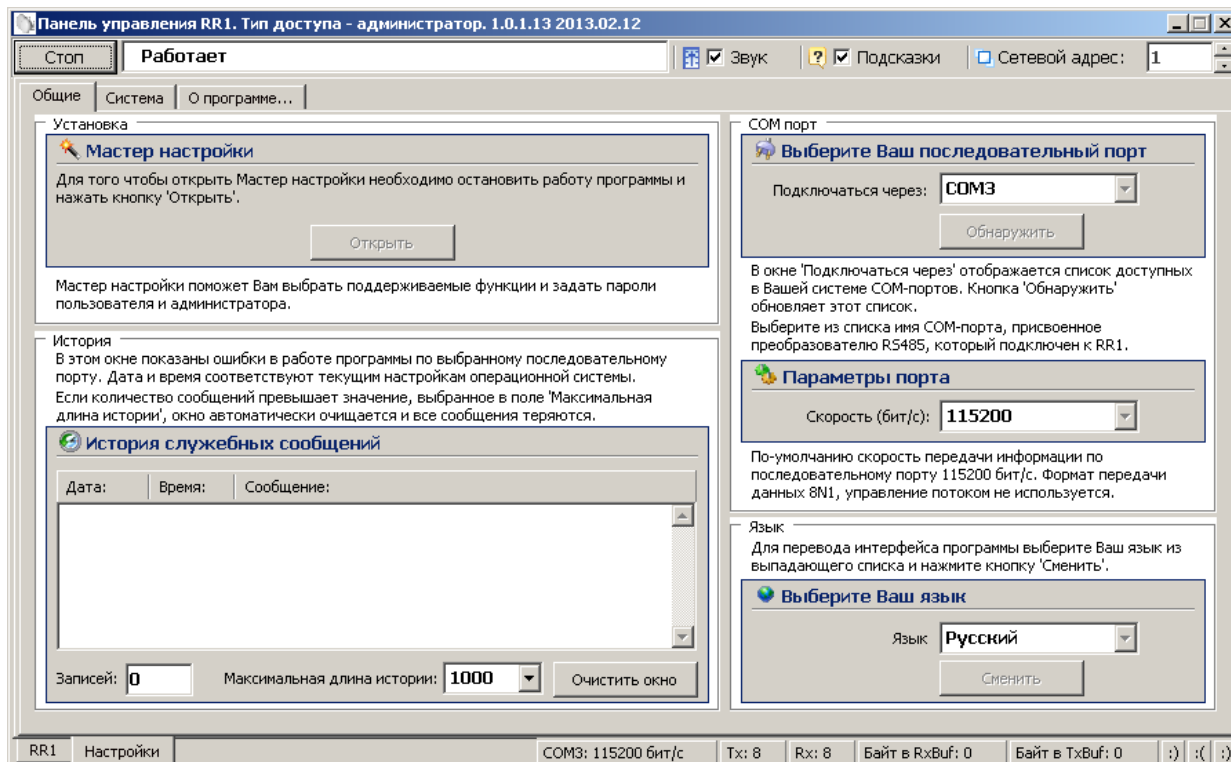 Панель управления RR1. Тип доступа - администратор. 1.0.1.13 2013.02.12
Стоп
Работает
Звук
Подсказки
Сетевой адрес:
1
Общие
Система
О программе...
Установка
Мастер настройки
Для того чтобы открыть Мастер настройки необходимо остановить работу программы и
нажать кнопку 'Открыть'.
Открыть
Мастер настройки поможет Вам выбрать поддерживаемые функции и задать пароли
пользователя и администратора.
История
В этом окне показаны ошибки в работе программы по выбранному последовательному
порту. Дата и время соответствуют текущим настройкам операционной системы.
Если количество сообщений превышает значение, выбранное в поле 'Максимальная
длина истории', окно автоматически очищается и все сообщения теряются.
История служебных сообщений
Дата:
Время:
Сообщение:
Записей:
0
Максимальная длина истории:
1000
Очистить окно
COM порт
Выберите Ваш последовательный порт
Подключаться через:
COM3
Обнаружить
В окне 'Подключаться через' отображается список доступных
в Вашей системе COM-портов. Кнопка 'Обнаружить'
обновляет этот список.
Выберите из списка имя COM-порта, присвоенное
преобразователю RS485, который подключен к RR1.
Параметры порта
Скорость (бит/с):
115200
По-умолчанию скорость передачи информации по
последовательному порту 115200 бит/с. Формат передачи
данных 8N1, управление потоком не используется.
Язык
Для перевода интерфейса программы выберите Ваш язык из
выпадающего списка и нажмите кнопку 'Сменить'.
Выберите Ваш язык
Язык
Русский
Сменить
RR1
Настройки
COM3: 115200 бит/с
Tx: 8
Rx: 8
Байт в RxBuf: 0
Байт в TxBuf: 0
:)
:(
:)